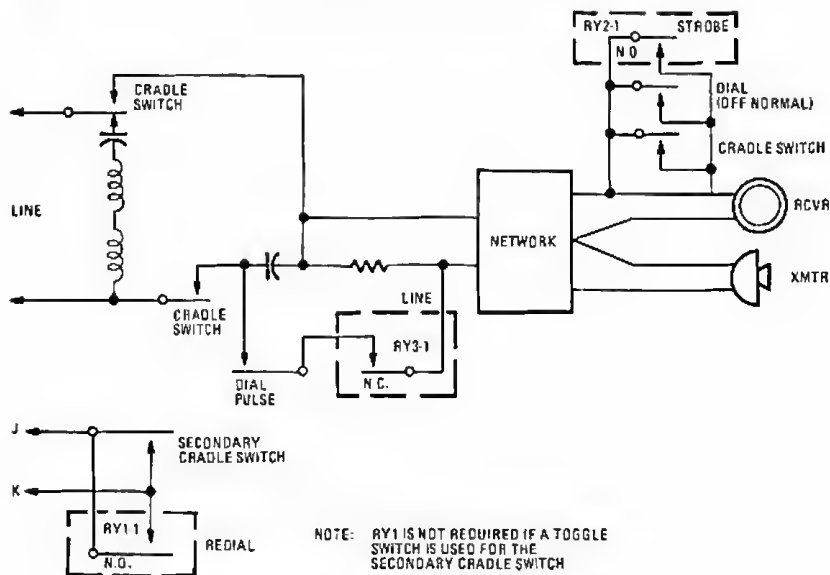 RY2-1 STROBE
N.O
CRADLE
SWITCH
DIAL
(OFF NORMAL)
CRADLE SWITCH
LINE
RCVR
NETWORK
XMTR
LINE
CRADLE
SWITCH
RY3-1
N.C.
DIAL
PULSE
J
SECONDARY
CRADLE SWITCH
K
RY1-1
REDIAL
N.O.
NOTE: RY1 IS NOT REQUIRED IF A TOGGLE
SWITCH IS USED FOR THE
SECONDARY CRADLE SWITCH